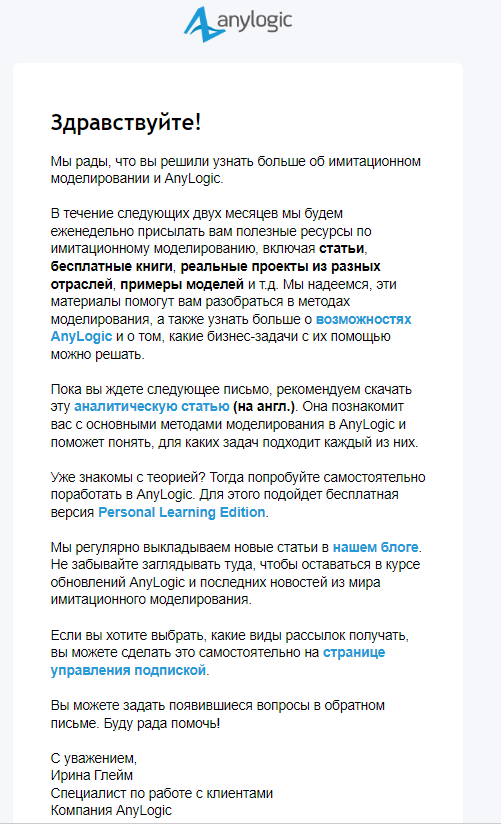 anylogic
Здравствуйте!
Мы рады, что вы решили узнать больше об имитационном
моделировании и AnyLogic.
В течение следующих двух месяцев мы будем
еженедельно присылать вам полезные ресурсы по
имитационному моделированию, включая статьи,
бесплатные книги, реальные проекты из разных
отраслей, примеры моделей и т.д. Мы надеемся, эти
материалы помогут вам разобраться в методах
моделирования, а также узнать больше о возможностях
AnyLogic и о том, какие бизнес-задачи с их помощью
можно решать.
Пока вы ждете следующее письмо, рекомендуем скачать
эту аналитическую статью (на англ.). Она познакомит
вас с основными методами моделирования в AnyLogic и
поможет понять, для каких задач подходит каждый из них.
Уже знакомы с теорией? Тогда попробуйте самостоятельно
поработать в AnyLogic. Для этого подойдет бесплатная
версия Personal Learning Edition.
Мы регулярно выкладываем новые статьи в нашем блоге.
Не забывайте заглядывать туда, чтобы оставаться в курсе
обновлений AnyLogic и последних новостей из мира
имитационного моделирования.
Если вы хотите выбрать, какие виды рассылок получать,
вы можете сделать это самостоятельно на странице
управления подпиской.
Вы можете задать появившиеся вопросы в обратном
письме. Буду рада помочь!
С уважением,
Ирина Глейм
Специалист по работе с клиентами
Компания AnyLogic